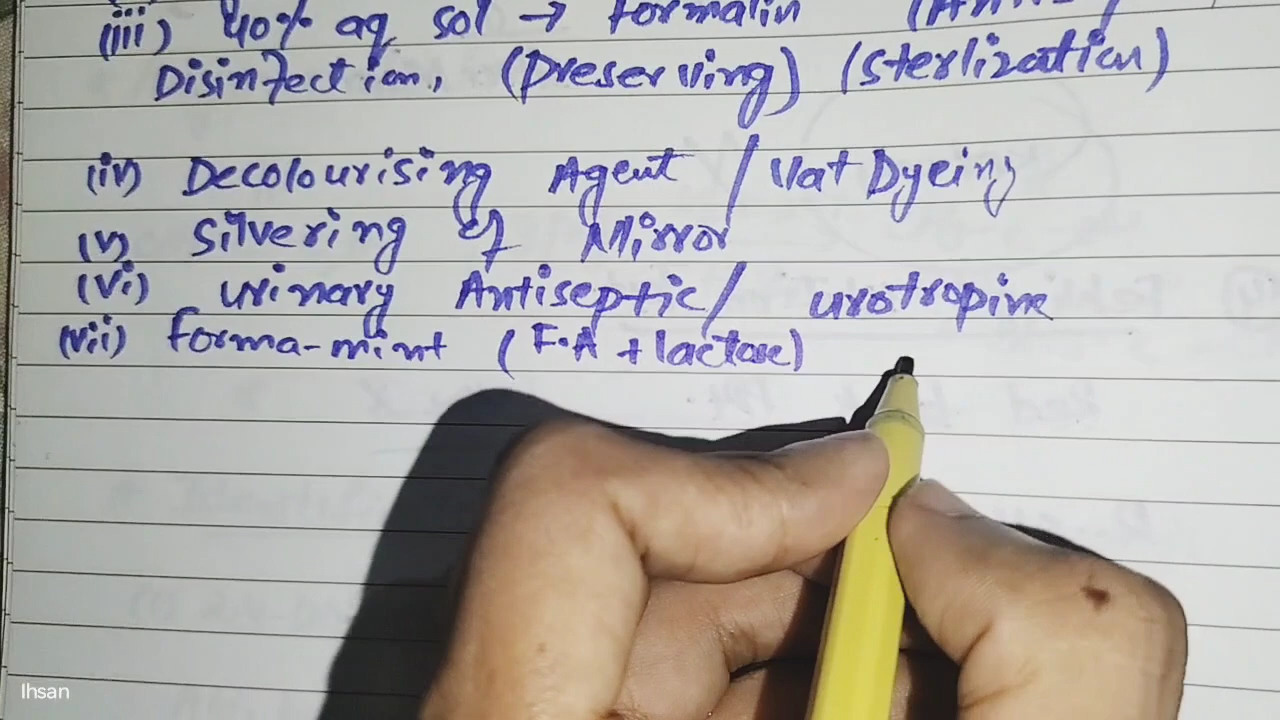 (iii) 40% aq sol → formalin
Disinfection, (Preserving) (Sterlization)
(iv) Decolourising Agent / Vat Dyeing
(v) Silvering of Mirror
(vi) urinary Antiseptic / urotropine
(vii) Forma-mint (F.A + lactose)
Ihsan